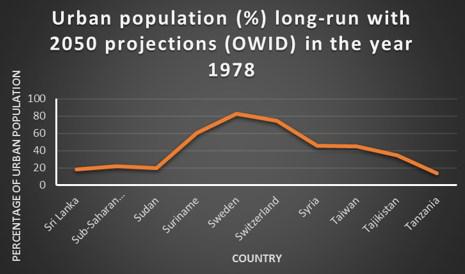 Urban population (%) long-run with
2050 projections (OWID) in the year
1978
PERCENTAGE OF URBAN POPULATION
100
80
60
40
20
0
Sri Lanka
Sub-Saharan...
Sudan
Suriname
Sweden
Switzerland
Syria
Taiwan
Tajikistan
Tanzania
COUNTRY